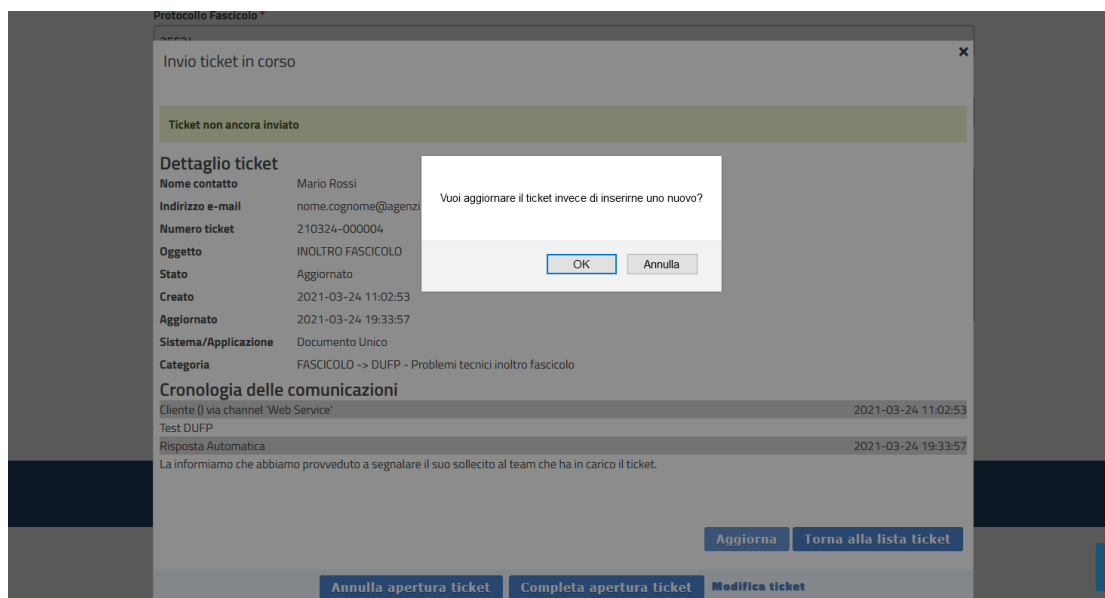 Protocollo Fascicolo *
Invio ticket in corso
×
Ticket non ancora inviato
Dettaglio ticket
Nome contatto Mario Rossi
Indirizzo e-mail nome.cognome@agenzi
Numero ticket 210324-000004
Oggetto INOLTRO FASCICOLO
Stato Aggiornato
Creato 2021-03-24 11:02:53
Aggiornato 2021-03-24 19:33:57
Sistema/Applicazione Documento Unico
Categoria FASCICOLO -> DUFP - Problemi tecnici inoltro fascicolo
Vuoi aggiornare il ticket invece di inserirne uno nuovo?
OK Annulla
Cronologia delle comunicazioni
Cliente () via channel 'Web Service' 2021-03-24 11:02:53
Test DUFP
Risposta Automatica 2021-03-24 19:33:57
La informiamo che abbiamo provveduto a segnalare il suo sollecito al team che ha in carico il ticket.
Aggiorna Torna alla lista ticket
Annulla apertura ticket Completa apertura ticket Modifica ticket